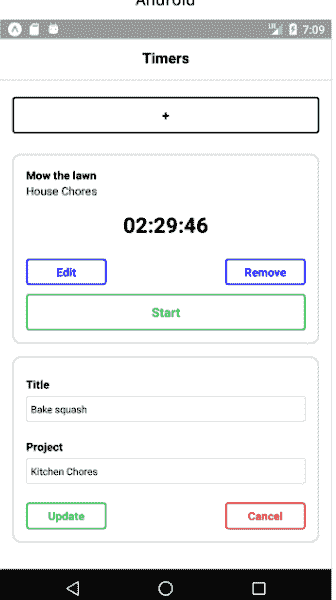 Android
7:09
Timers
+
Mow the lawn
House Chores
02:29:46
Edit
Remove
Start
Title
Bake squash
Project
Kitchen Chores
Update
Cancel